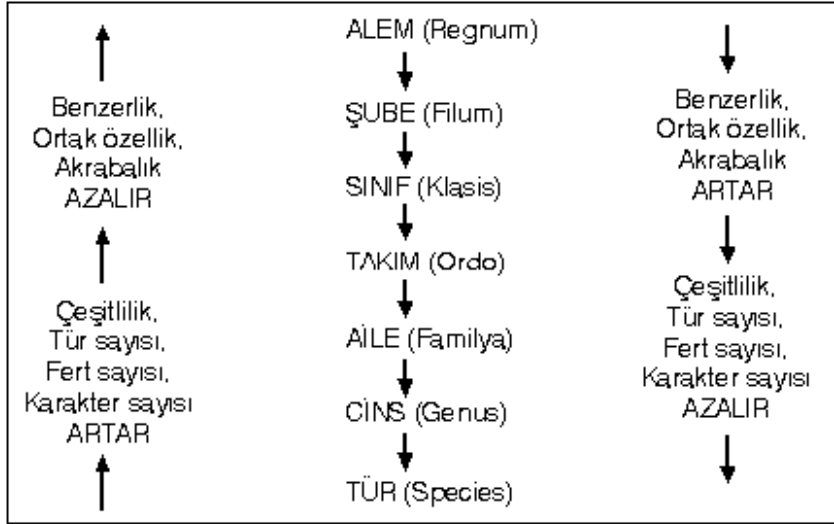 Benzerlik,
Ortak özellik,
Akrabalık
AZALIR
Çeşitlilik,
Tür sayısı,
Fert sayısı,
Karakter sayısı
ARTAR
ALEM (Regnum)
ŞUBE (Filum)
SINIF (Klasis)
TAKIM (Ordo)
AİLE (Familya)
CİNS (Genus)
TÜR (Species)
Benzerlik,
Ortak özellik,
Akrabalık
ARTAR
Çeşitlilik,
Tür sayısı,
Fert sayısı,
Karakter sayısı
AZALIR